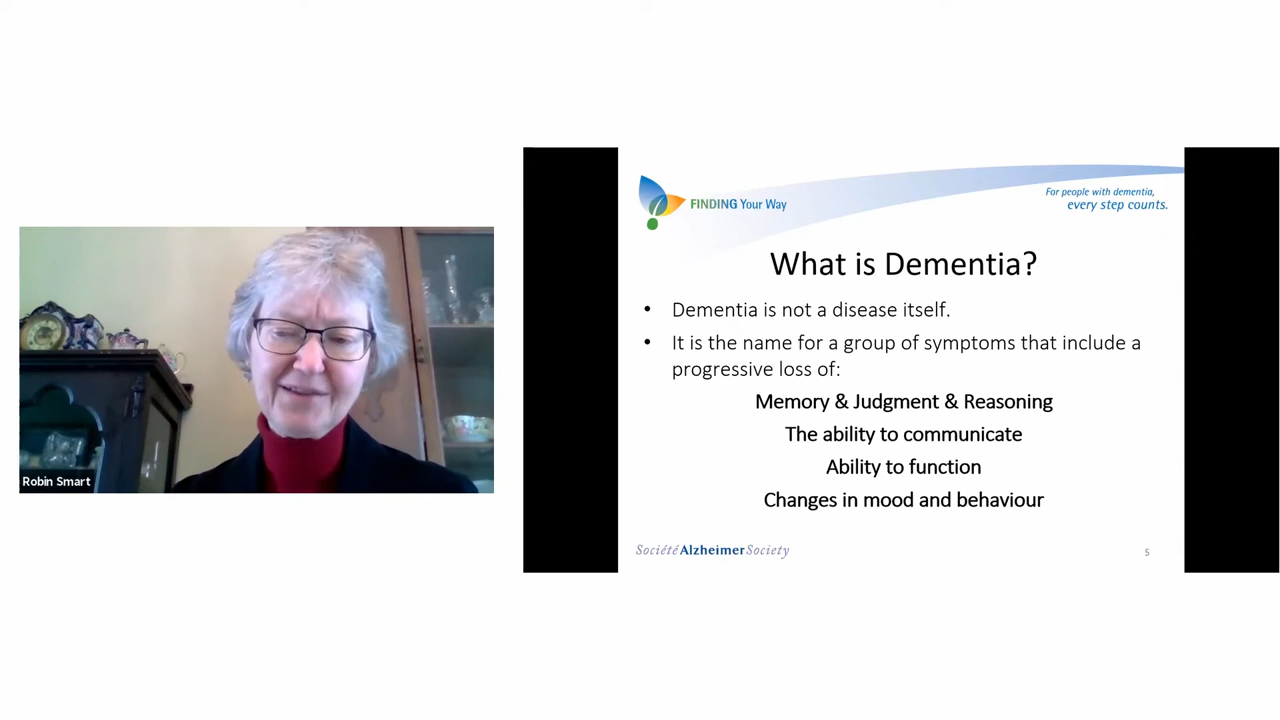 Robin Smart
FINDING Your Way
For people with dementia,
every step counts.
What is Dementia?
• Dementia is not a disease itself.
• It is the name for a group of symptoms that include a
progressive loss of:
Memory & Judgment & Reasoning
The ability to communicate
Ability to function
Changes in mood and behaviour
Société Alzheimer Society
5